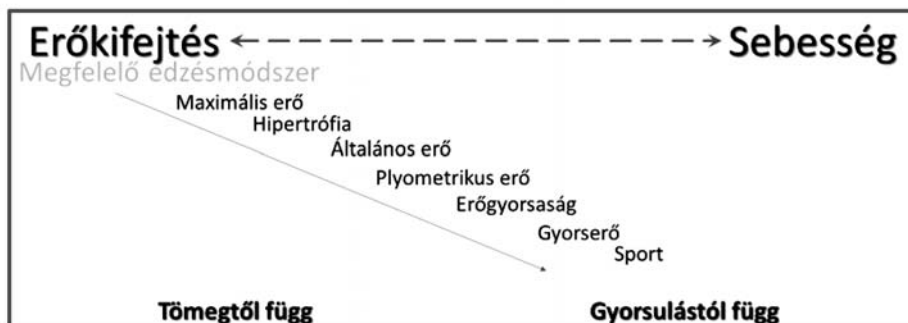 Erőkifejtés Sebesség
Megfelelő edzésmódszer
Maximális erő
Hipertrófia
Általános erő
Plyometrikus erő
Erőgyorsaság
Gyorserő
Sport
Tömegtől függ Gyorsulástól függ